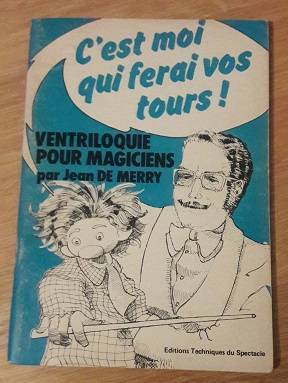 C'est moi
qui ferai vos
tours !
VENTRILOQUIE
POUR MAGICIENS
par Jean DE MERRY
Editions Techniques du Spectacle